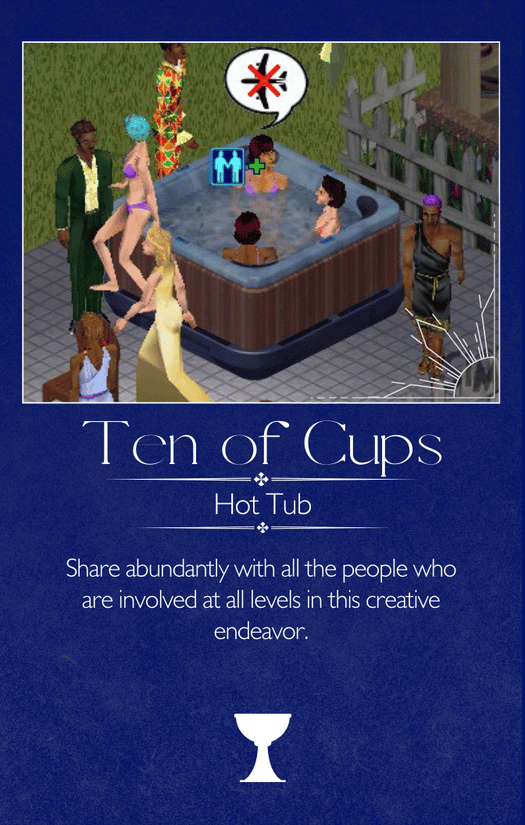 Ten of Cups
Hot Tub
Share abundantly with all the people who
are involved at all levels in this creative
endeavor.